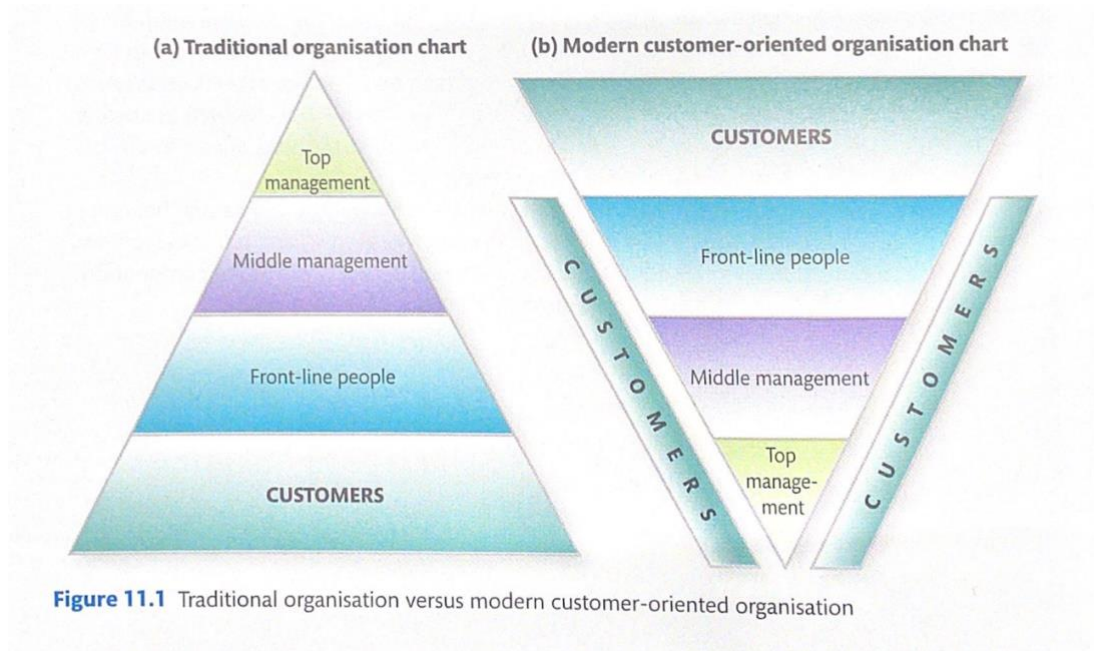 (a) Traditional organisation chart
Top
management
Middle management
Front-line people
CUSTOMERS
(b) Modern customer-oriented organisation chart
CUSTOMERS
Front-line people
Middle management
Top
manage-
ment
CUSTOMERS
CUSTOMERS
Figure 11.1 Traditional organisation versus modern customer-oriented organisation